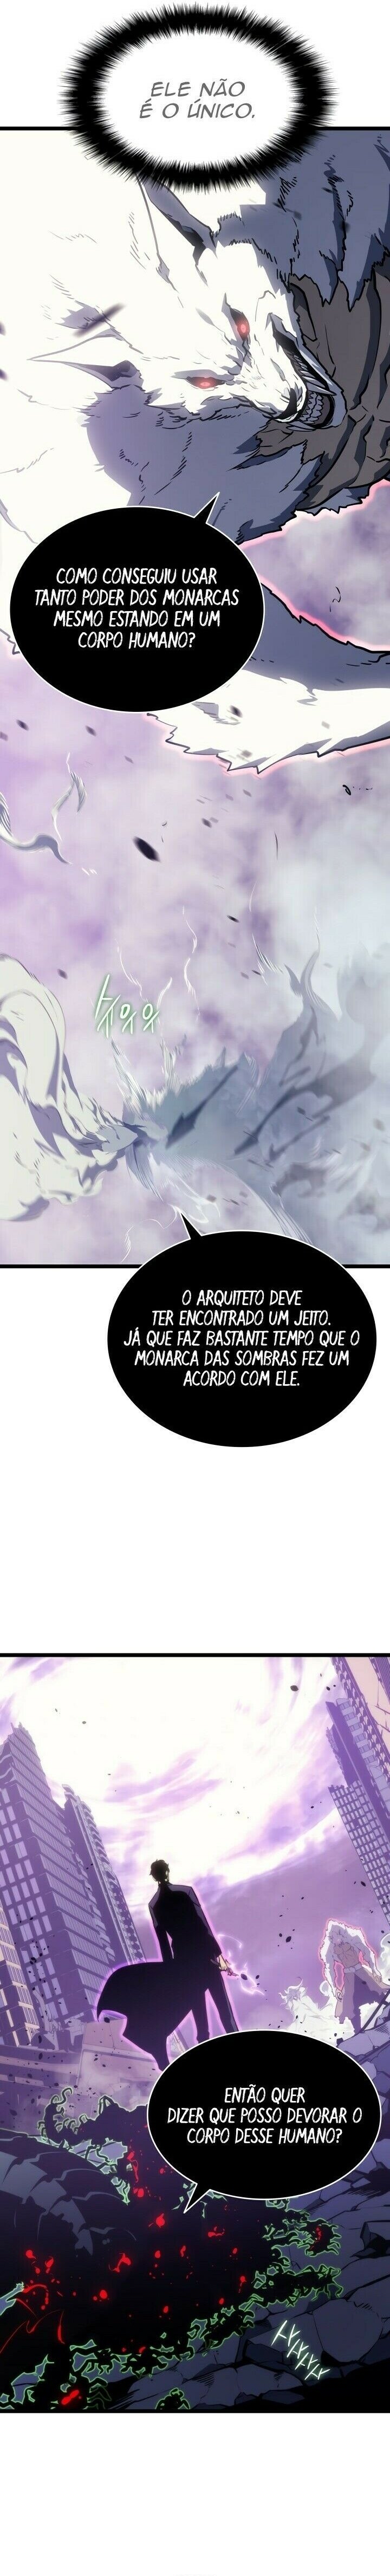 ELE NÃO
É O ÚNICO.
COMO CONSEGUIU USAR
TANTO PODER DOS MONARCAS
MESMO ESTANDO EM UM
CORPO HUMANO?
O ARQUITETO DEVE
TER ENCONTRADO UM JEITO.
JÁ QUE FAZ BASTANTE TEMPO QUE O
MONARCA DAS SOMBRAS FEZ UM
ACORDO COM ELE.
ENTÃO QUER
DIZER QUE POSSO DEVORAR O
CORPO DESSE HUMANO?